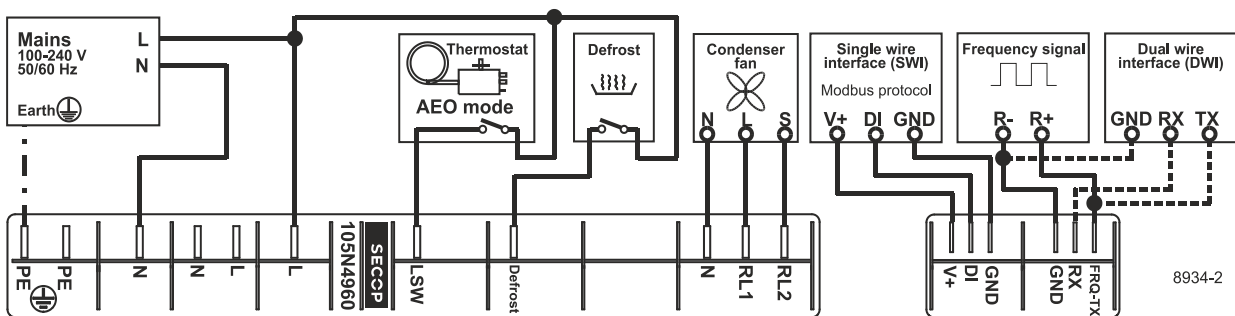 Mains
100-240 V
50/60 Hz
L
N
Earth
Thermostat
AEO mode
Defrost
Condenser
fan
N L S
Single wire
interface (SWI)
Modbus protocol
V+ DI GND
Frequency signal
R- R+
Dual wire
interface (DWI)
GND RX TX
PE
PE
N
N
L
L
105N4960
SECOP
LSW
Defrost
N
RL1
RL2
V+
DI
GND
GND
RX
FRQ-TX
8934-2